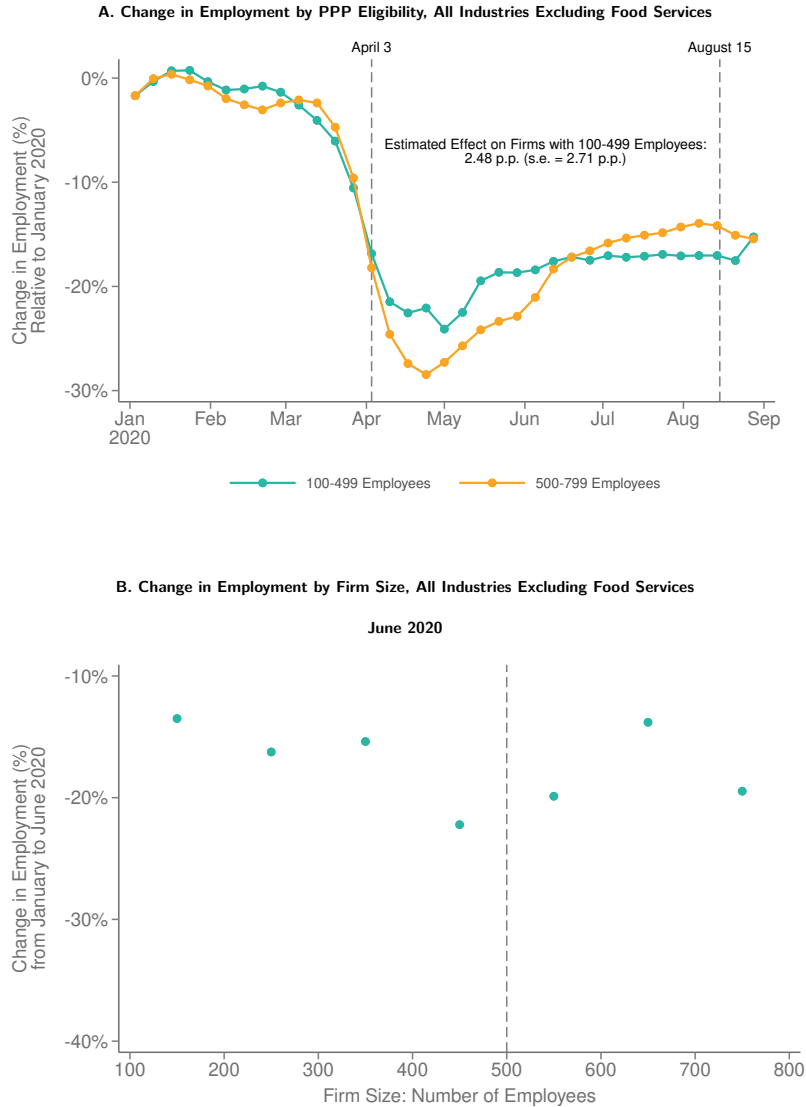 A. Change in Employment by PPP Eligibility, All Industries Excluding Food Services
April 3
August 15
0%
-10%
-20%
-30%
Change in Employment (%)
Relative to January 2020
Estimated Effect on Firms with 100-499 Employees:
2.48 p.p. (s.e. = 2.71 p.p.)
Jan
2020
Feb
Mar
Apr
May
Jun
Jul
Aug
Sep
100-499 Employees
500-799 Employees
B. Change in Employment by Firm Size, All Industries Excluding Food Services
June 2020
-10%
-20%
-30%
-40%
Change in Employment (%)
from January to June 2020
100
200
300
400
500
600
700
800
Firm Size: Number of Employees